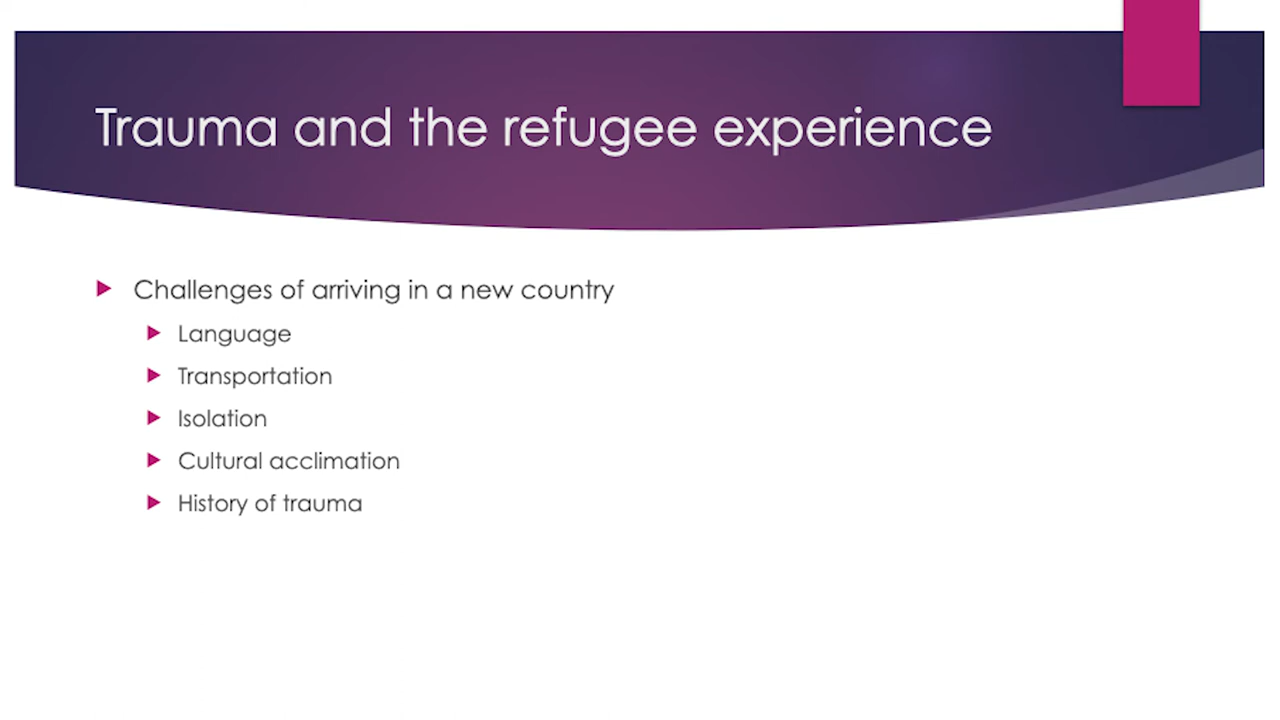 Trauma and the refugee experience
Challenges of arriving in a new country
Language
Transportation
Isolation
Cultural acclimation
History of trauma